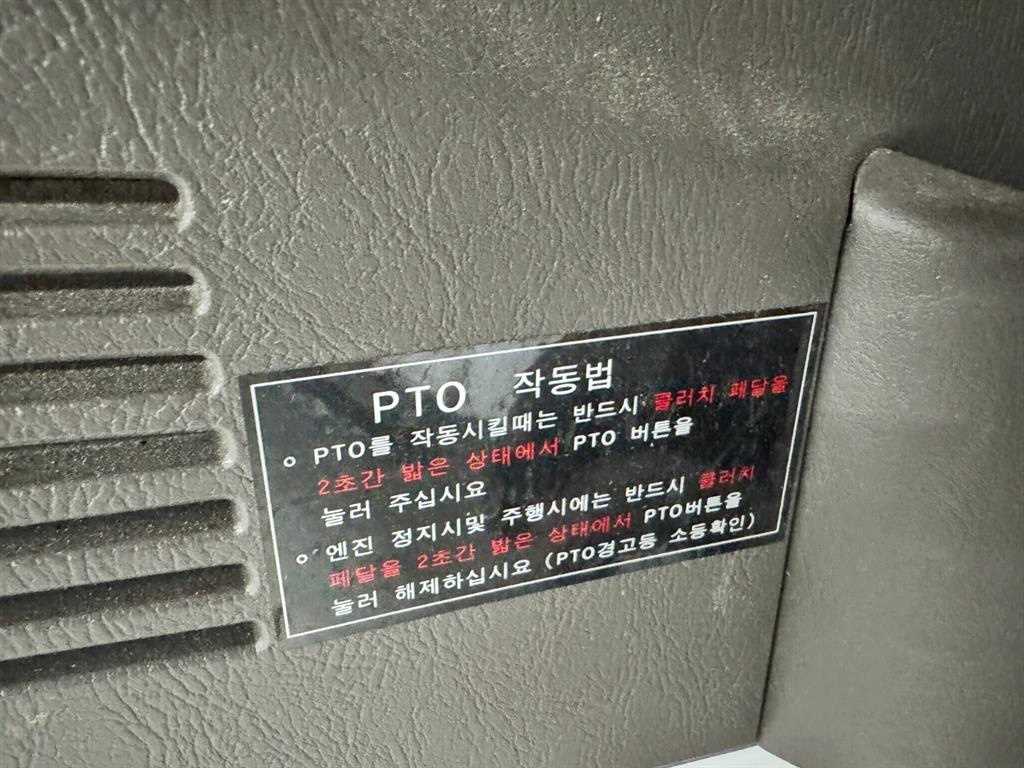 PTO 작동법
o PTO를 작동시킬때는 반드시 클러치 페달을
2초간 밟은 상태에서 PTO 버튼을
눌러 주십시요
o 엔진 정지시및 주행시에는 반드시 클러치
페달을 2초간 밟은 상태에서 PTO버튼을
눌러 해제하십시요 (PTO경고등 소등확인)